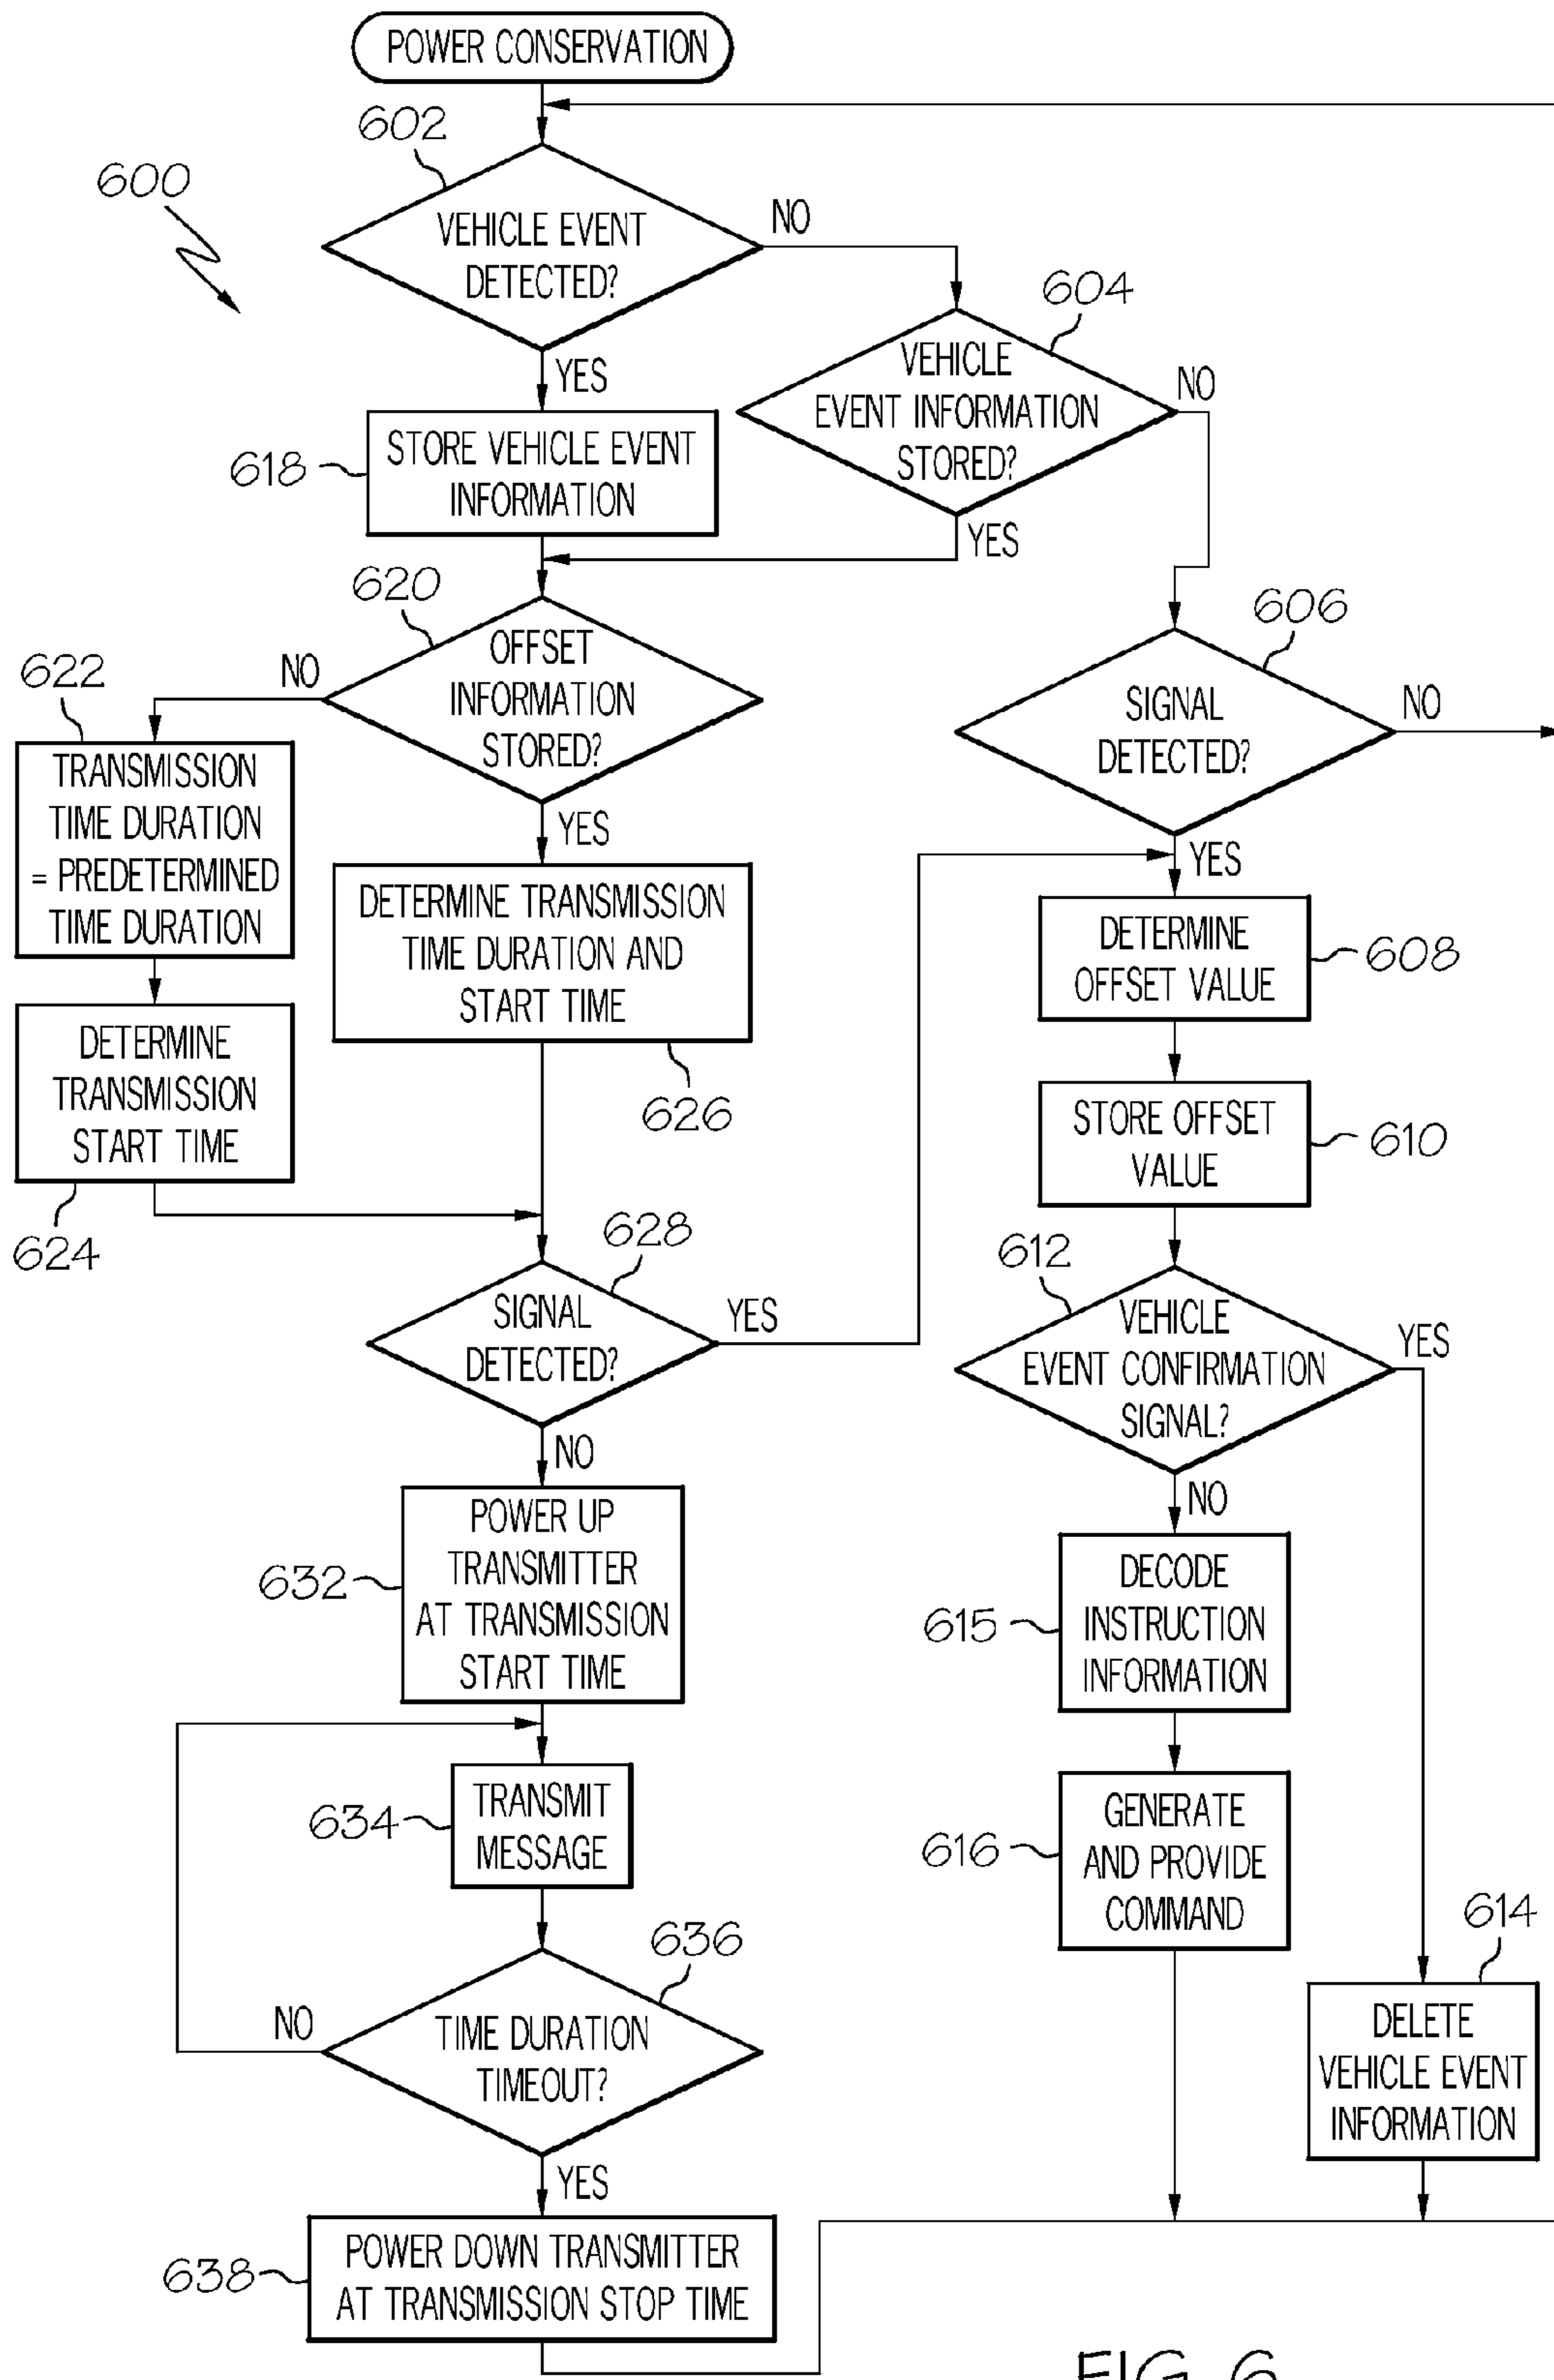 POWER CONSERVATION
602
600
VEHICLE EVENT
DETECTED?
NO
604
VEHICLE
EVENT INFORMATION
STORED?
NO
YES
YES
618
STORE VEHICLE EVENT
INFORMATION
620
OFFSET
INFORMATION
STORED?
NO
YES
606
SIGNAL
DETECTED?
NO
YES
622
TRANSMISSION
TIME DURATION
= PREDETERMINED
TIME DURATION
DETERMINE TRANSMISSION
TIME DURATION AND
START TIME
626
DETERMINE
OFFSET VALUE
608
DETERMINE
TRANSMISSION
START TIME
624
STORE OFFSET
VALUE
610
628
SIGNAL
DETECTED?
YES
NO
612
VEHICLE
EVENT CONFIRMATION
SIGNAL?
YES
NO
632
POWER UP
TRANSMITTER
AT TRANSMISSION
START TIME
615
DECODE
INSTRUCTION
INFORMATION
634
TRANSMIT
MESSAGE
616
GENERATE
AND PROVIDE
COMMAND
636
TIME DURATION
TIMEOUT?
NO
YES
614
DELETE
VEHICLE EVENT
INFORMATION
638
POWER DOWN TRANSMITTER
AT TRANSMISSION STOP TIME
FIG. 6